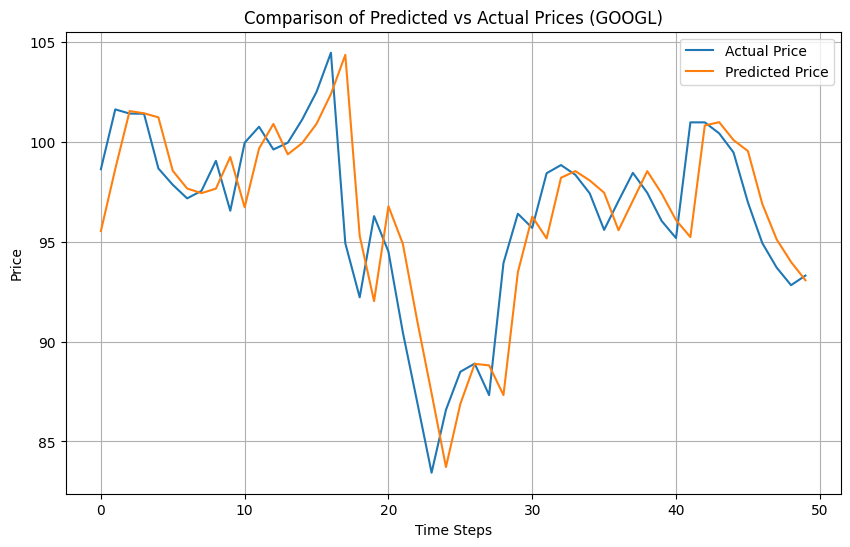 Comparison of Predicted vs Actual Prices (GOOGL)
Actual Price
Predicted Price
105
100
95
90
85
Price
0 10 20 30 40 50
Time Steps